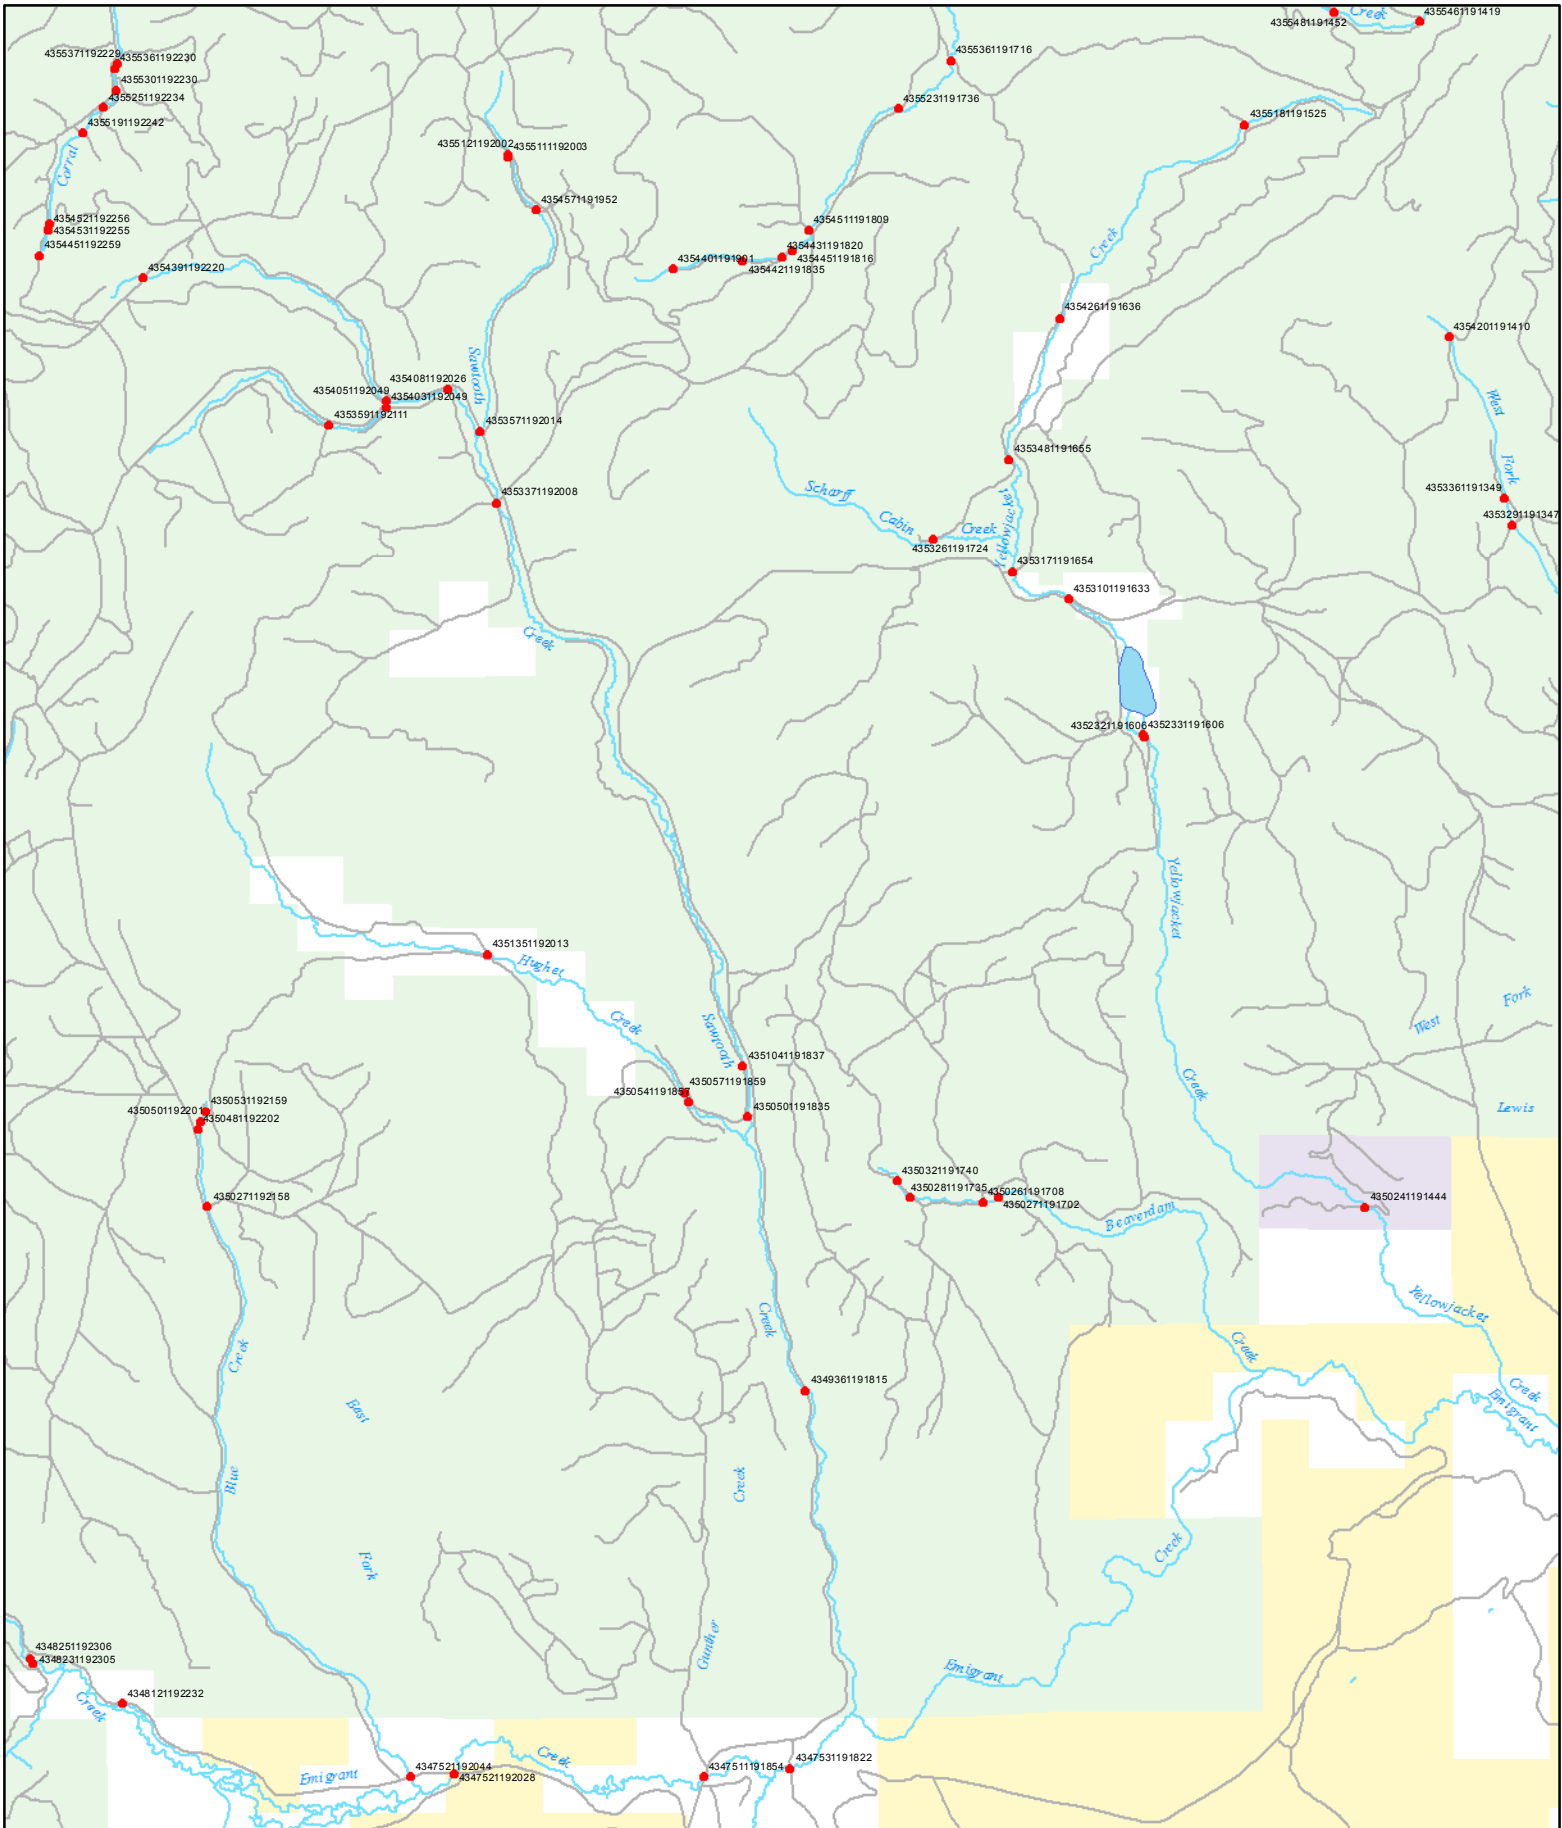 4355481191452
Creek
4355461191419
4355371192229
4355361192230
4355361191716
4355301192230
4355251192234
4355231191736
4355181191525
4355191192242
4355121192002
4355111192003
Corral
4354571191952
4354521192256
4354531192255
4354511191809
4354451192259
4354431191820
4354451191816
Creek
4354401191901
4354421191835
4354391192220
4354261191636
4354201191410
Sawtooth
4354081192026
4354051192049
4354031192049
4353591192111
West
4353571192014
4353481191655
Fork
4353371192008
4353361191349
Scharff
Cabin
Creek
Yellowjacket
4353291191347
4353261191724
4353171191654
4353101191633
Creek
4352321191606
4352331191606
Yellowjacket
4351351192013
Hughet
Creek
Sawtooth
West
Fork
4351041191837
Creek
4350571191859
4350541191857
4350531192159
4350501192201
4350481192202
4350501191835
Lewis
4350321191740
4350281191735
4350261191708
4350271191702
4350271192158
4350241191444
Beaverdam
Yellowjacket
Creek
Creek
Creek
4349361191815
Creek
Emigrant
East
Blue
Creek
Fork
Creek
Gunther
4348251192306
4348231192305
Emigrant
4348121192232
Creek
Creek
4347531191822
Emigrant
4347521192044
4347521192028
4347511191854